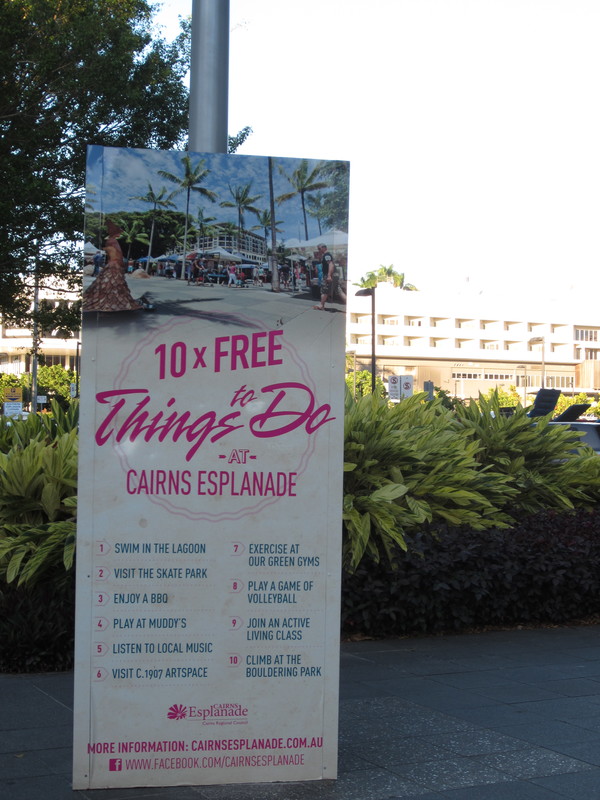 10 x FREE
Things to Do
-AT-
CAIRNS ESPLANADE
1 SWIM IN THE LAGOON
2 VISIT THE SKATE PARK
3 ENJOY A BBQ
4 PLAY AT MUDDY'S
5 LISTEN TO LOCAL MUSIC
6 VISIT C.1907 ARTSPACE
7 EXERCISE AT
OUR GREEN GYMS
8 PLAY A GAME OF
VOLLEYBALL
9 JOIN AN ACTIVE
LIVING CLASS
10 CLIMB AT THE
BOULDERING PARK
CAIRNS
Esplanade
Cairns Regional Council
MORE INFORMATION: CAIRNSESPLANADE.COM.AU
f WWW.FACEBOOK.COM/CAIRNSESPLANADE